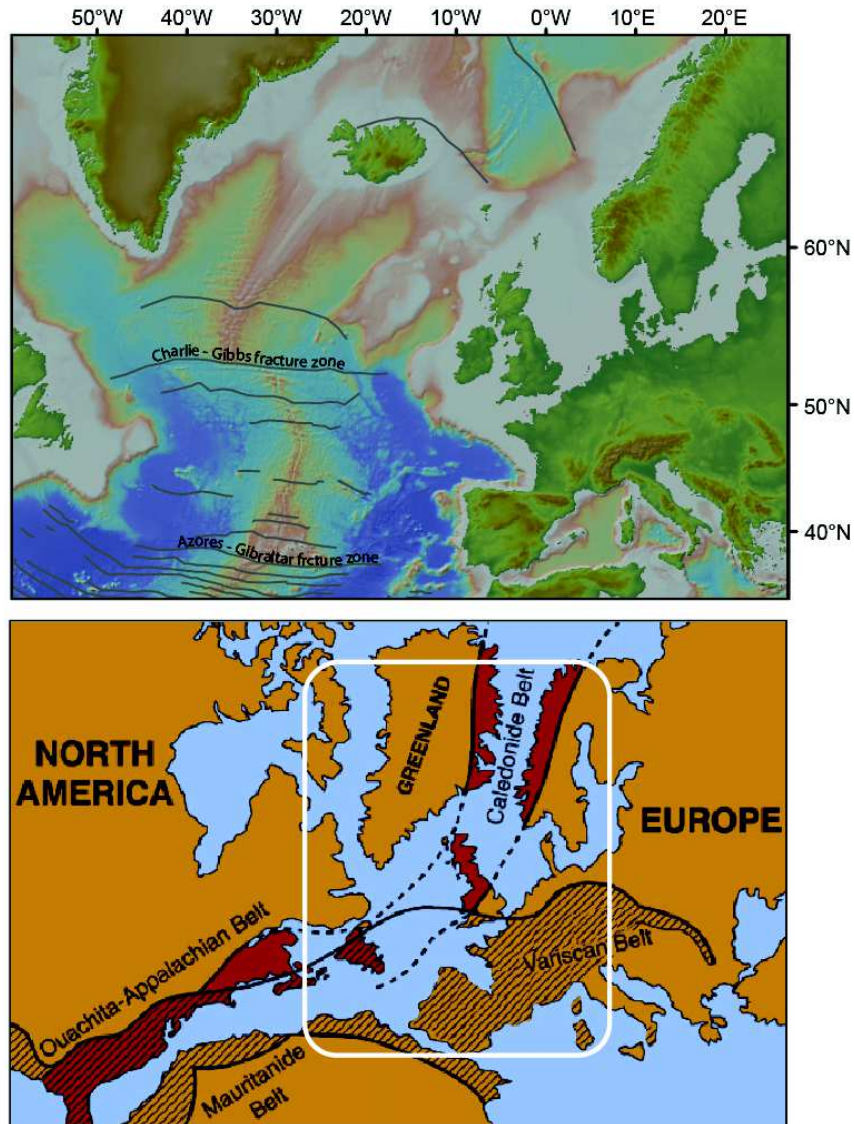 50°W 40°W 30°W 20°W 10°W 0°W 10°E 20°E
60°N
Charlie - Gibbs fracture zone
50°N
40°N
Azores - Gibraltar frcture zone
GREENLAND
Caledonide Belt
NORTH
AMERICA
EUROPE
Ouachita-Appalachian Belt
Variscan Belt
Mauritanide
Belt